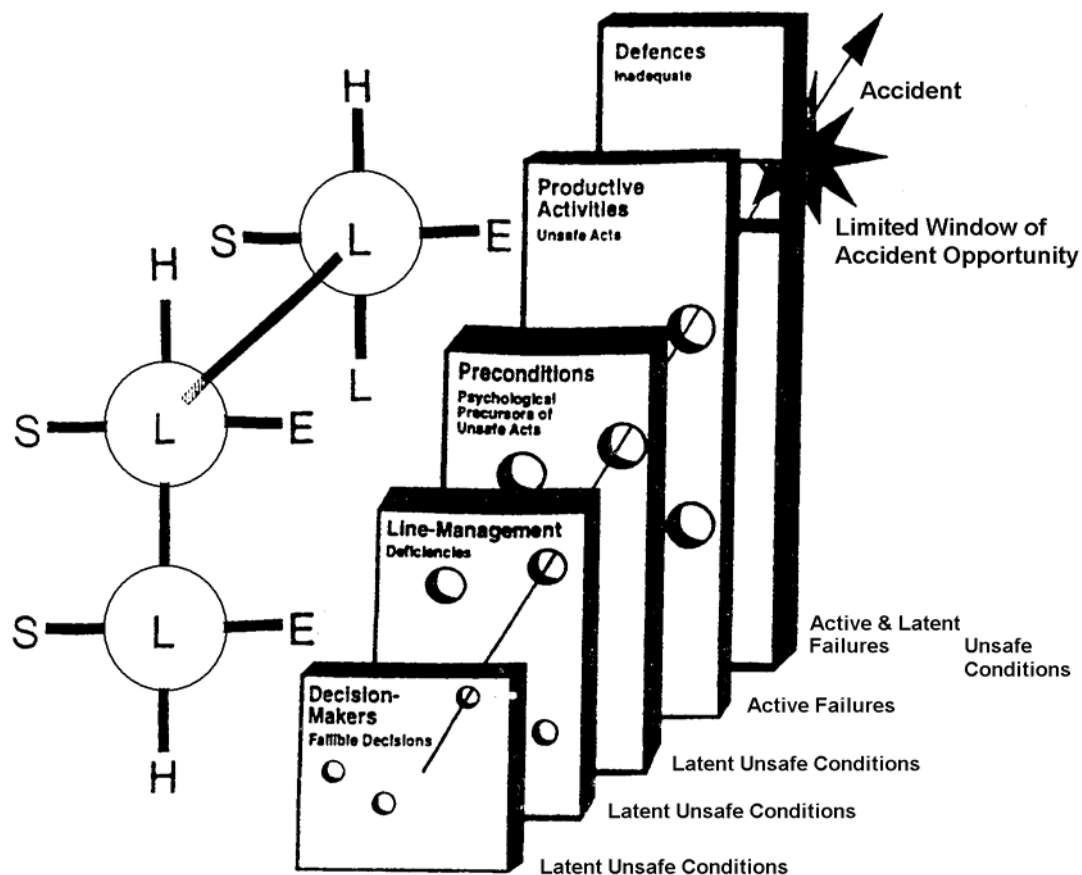 H
S
L
E
L
H
S
L
E
S
L
E
H
Defences
Inadequate
Accident
Limited Window of
Accident Opportunity
Productive
Activities
Unsafe Acts
Preconditions
Psychological
Precursors of
Unsafe Acts
Line-Management
Deficiencies
Decision-
Makers
Fallible Decisions
Active & Latent
Failures
Unsafe
Conditions
Active Failures
Latent Unsafe Conditions
Latent Unsafe Conditions
Latent Unsafe Conditions